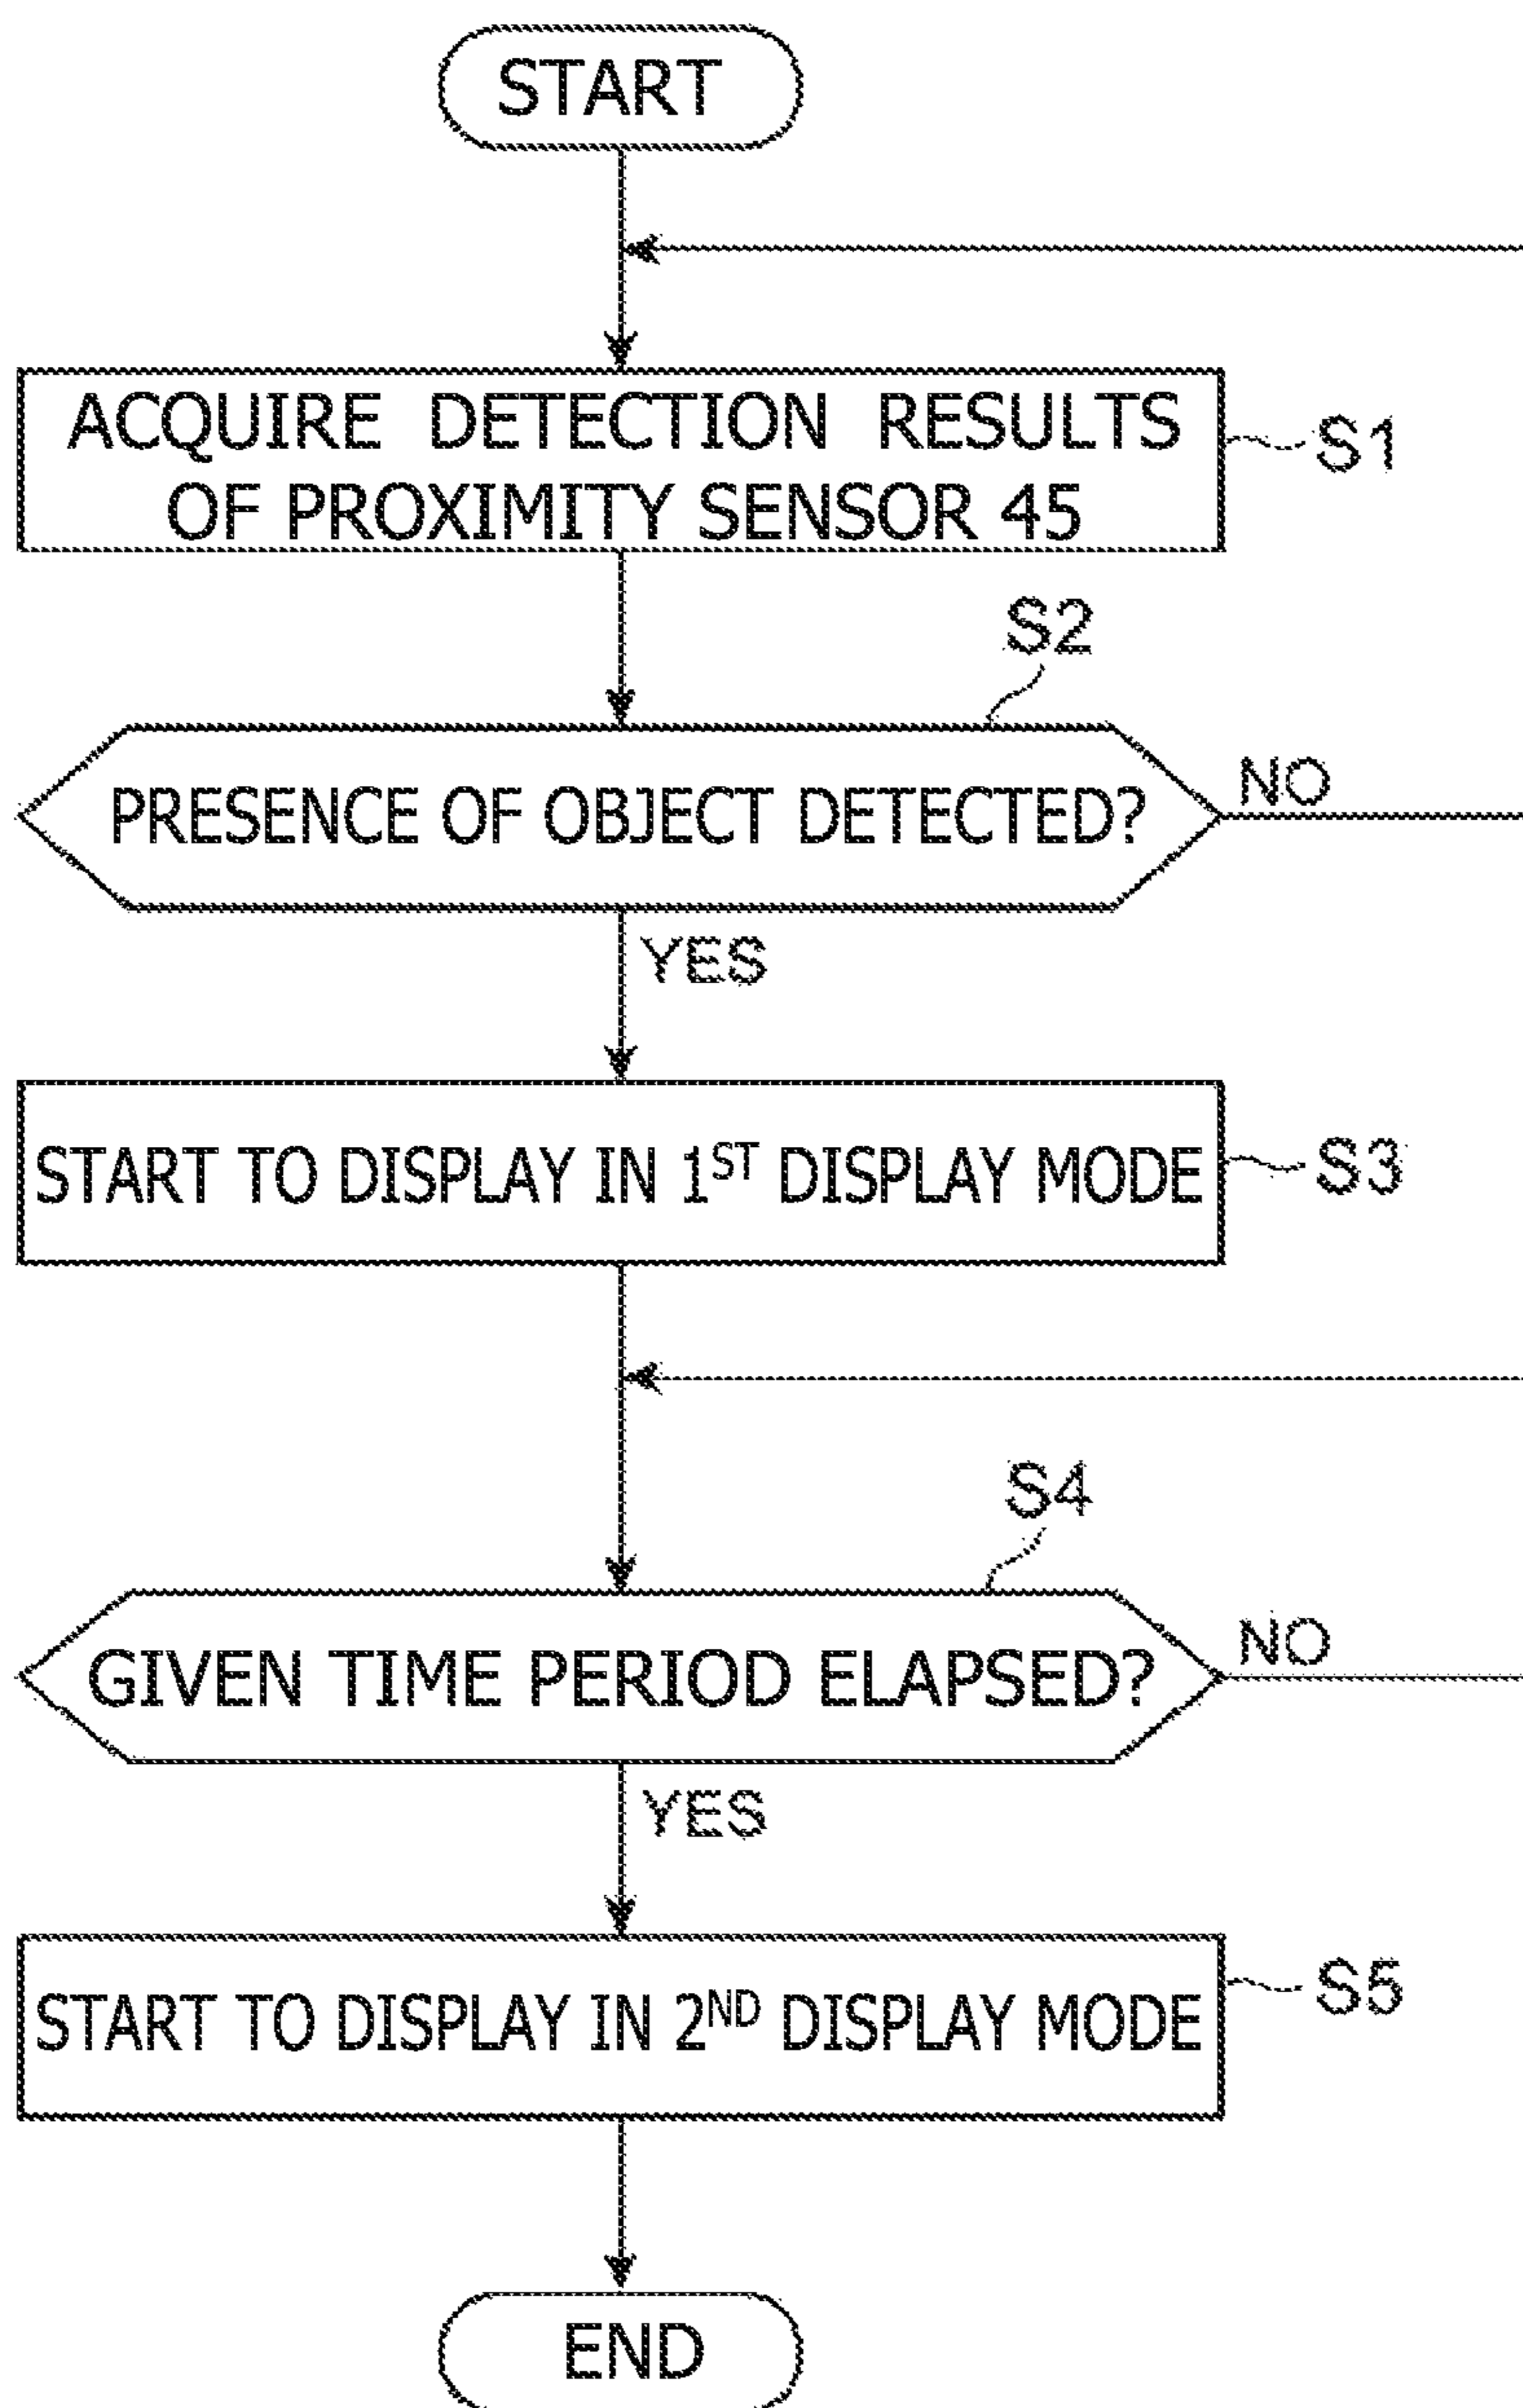 START
ACQUIRE DETECTION RESULTS
OF PROXIMITY SENSOR 45
S1
S2
PRESENCE OF OBJECT DETECTED?
NO
YES
START TO DISPLAY IN 1ST DISPLAY MODE
S3
S4
GIVEN TIME PERIOD ELAPSED?
NO
YES
START TO DISPLAY IN 2ND DISPLAY MODE
S5
END